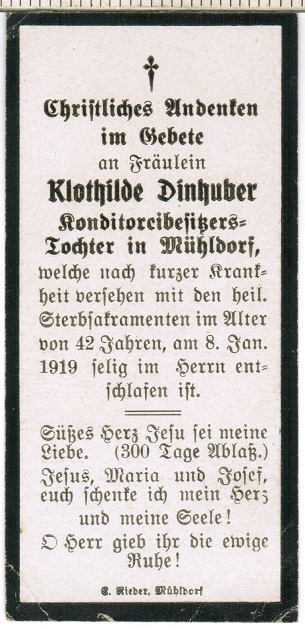 Christliches Andenken
im Gebete
an Fräulein
Klothilde Dinhuber
Konditoreibesitzers-
Tochter in Mühldorf,
welche nach kurzer Krank-
heit versehen mit den heil.
Sterbsakramenten im Alter
von 42 Jahren, am 8. Jan.
1919 selig im Herrn ent-
schlafen ist.
Süßes Herz Jesu sei meine
Liebe. (300 Tage Ablaß.)
Jesus, Maria und Josef,
euch schenke ich mein Herz
und meine Seele!
O Herr gieb ihr die ewige
Ruhe!
C. Rieder, Mühldorf